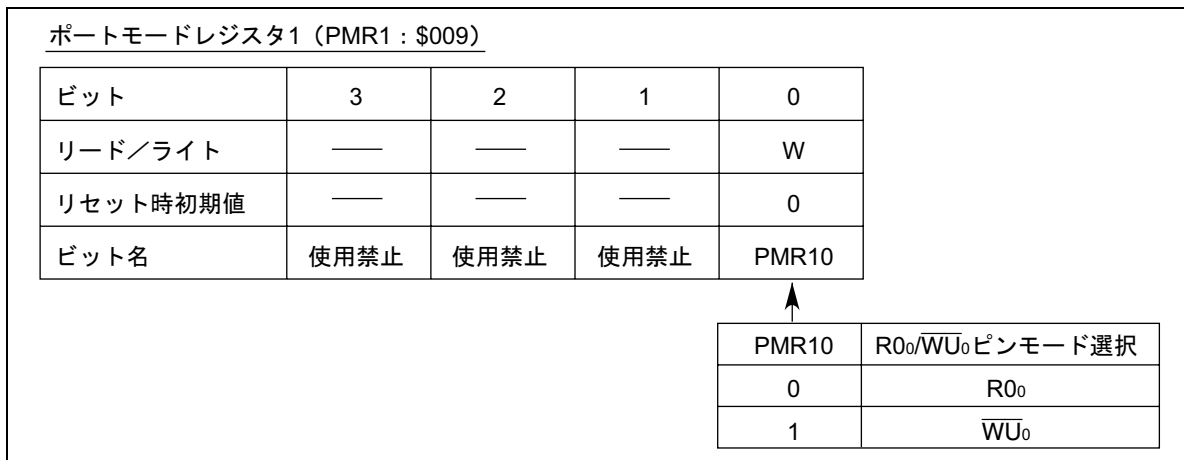 ポートモードレジスタ1（PMR1：$009）
ビット 3 2 1 0
リード／ライト —— —— —— W
リセット時初期値 —— —— —— 0
ビット名 使用禁止 使用禁止 使用禁止 PMR10
PMR10 R0₀/W̅U̅₀ピンモード選択
0 R0₀
1 W̅U̅₀